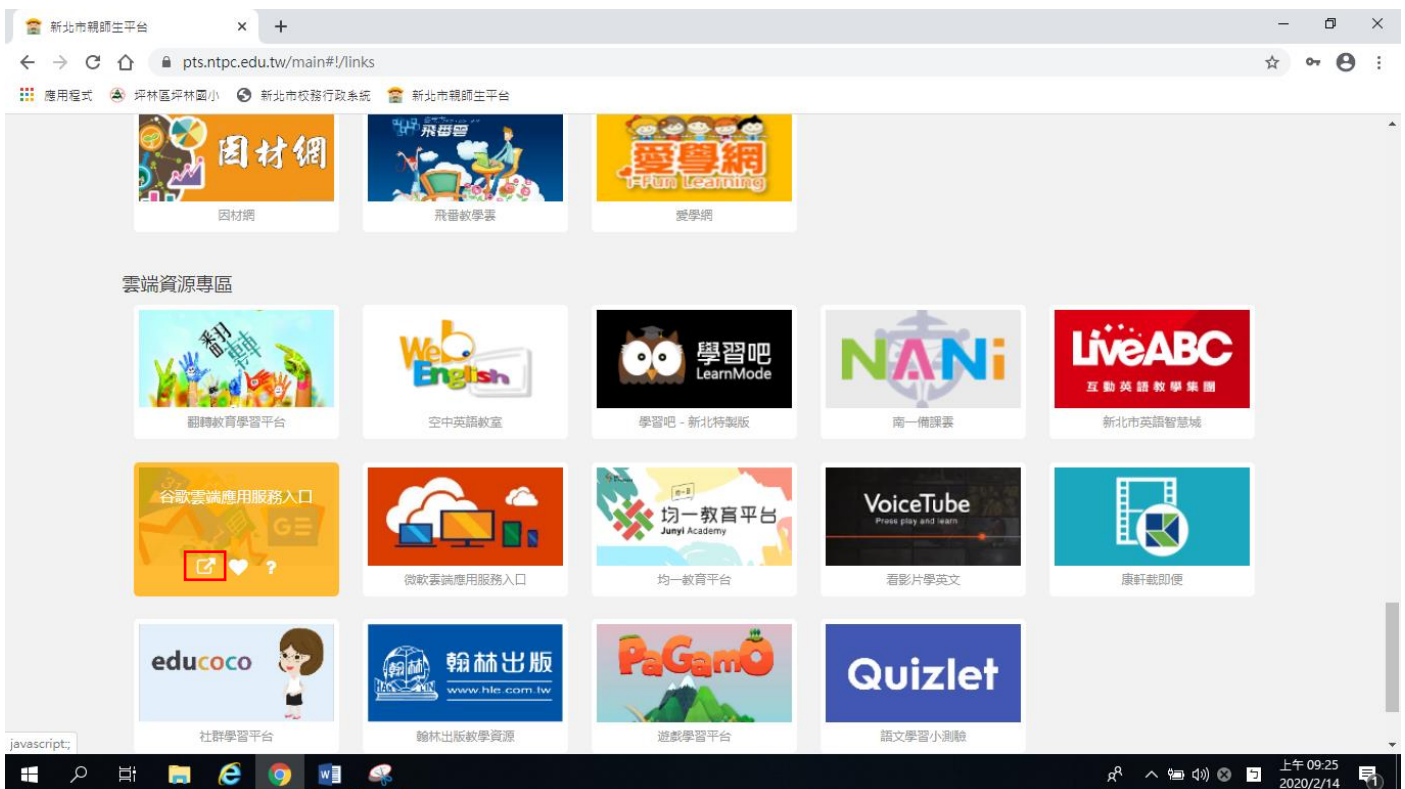 新北市親師生平台
pts.ntpc.edu.tw/main#!/links
應用程式 坪林區坪林國小 新北市校務行政系統 新北市親師生平台
因材網 飛番雲 愛學網
i-Fun Learning
因材網 飛番教學雲 愛學網
雲端資源專區
翻轉 Web English 學習吧 LearnMode NANi LiveABC
互動英語教學集團
翻轉教育學習平台 空中英語教室 學習吧 - 新北特製版 南一備課雲 新北市英語智慧城
谷歌雲端應用服務入口 均一教育平台 VoiceTube
GE Junyi Academy Press play and learn
?
微軟雲端應用服務入口 均一教育平台 看影片學英文 康軒載即便
educoco 翰林出版 PaGamO Quizlet
翰林 www.hle.com.tw
HAN LIN
社群學習平台 翰林出版教學資源 遊戲學習平台 語文學習小測驗
javascript:;
上午 09:25
2020/2/14
1